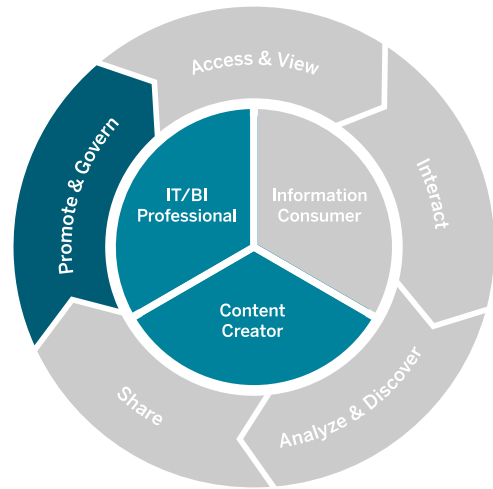 Access & View
Interact
Analyze & Discover
Share
Promote & Govern
IT/BI
Professional
Information
Consumer
Content
Creator